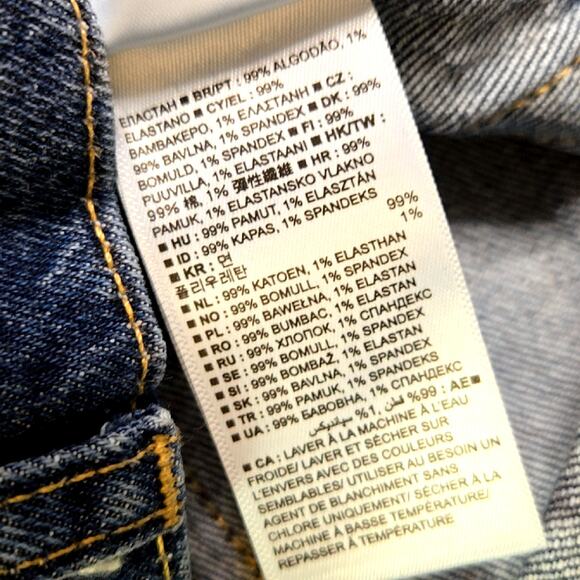 ЕЛАСТАН ■ BR/PT : 99% ALGODÃO, 1%
ELASTANO ■ CY/EL : 99%
ΒΑΜΒΑΚΕΡΟ, 1% ΕΛΑΣΤΑΝΗ ■ CZ :
99% BAVLNA, 1% SPANDEX ■ DK : 99%
BOMULD, 1% SPANDEX ■ FI : 99%
PUUVILLA, 1% ELASTAANI ■ HK/TW :
99% 棉, 1% 彈性纖維 ■ HR : 99%
PAMUK, 1% ELASTANSKO VLAKNO
■ HU : 99% PAMUT, 1% ELASZTÁN
■ ID : 99% KAPAS, 1% SPANDEKS
■ KR : 면 99%
폴리우레탄 1%
■ NL : 99% KATOEN, 1% ELASTHAN
■ NO : 99% BOMULL, 1% SPANDEX
■ PL : 99% BAWEŁNA, 1% ELASTAN
■ RO : 99% BUMBAC, 1% ELASTAN
■ RU : 99% ХЛОПОК, 1% СПАНДЕКС
■ SE : 99% BOMULL, 1% SPANDEX
■ SI : 99% BOMBAŽ, 1% ELASTAN
■ SK : 99% BAVLNA, 1% SPANDEX
■ TR : 99% PAMUK, 1% SPANDEKS
■ UA : 99% БАВОВНА, 1% СПАНДЕКС
■ AE : 99% قطن, 1% سباندیکس
■ CA : LAVER À LA MACHINE À L'EAU
FROIDE/ LAVER ET SÉCHER SUR
L'ENVERS AVEC DES COULEURS
SEMBLABLES/ UTILISER AU BESOIN UN
AGENT DE BLANCHIMENT SANS
CHLORE UNIQUEMENT/ SÉCHER À LA
MACHINE À BASSE TEMPÉRATURE/
REPASSER À TEMPÉRATURE